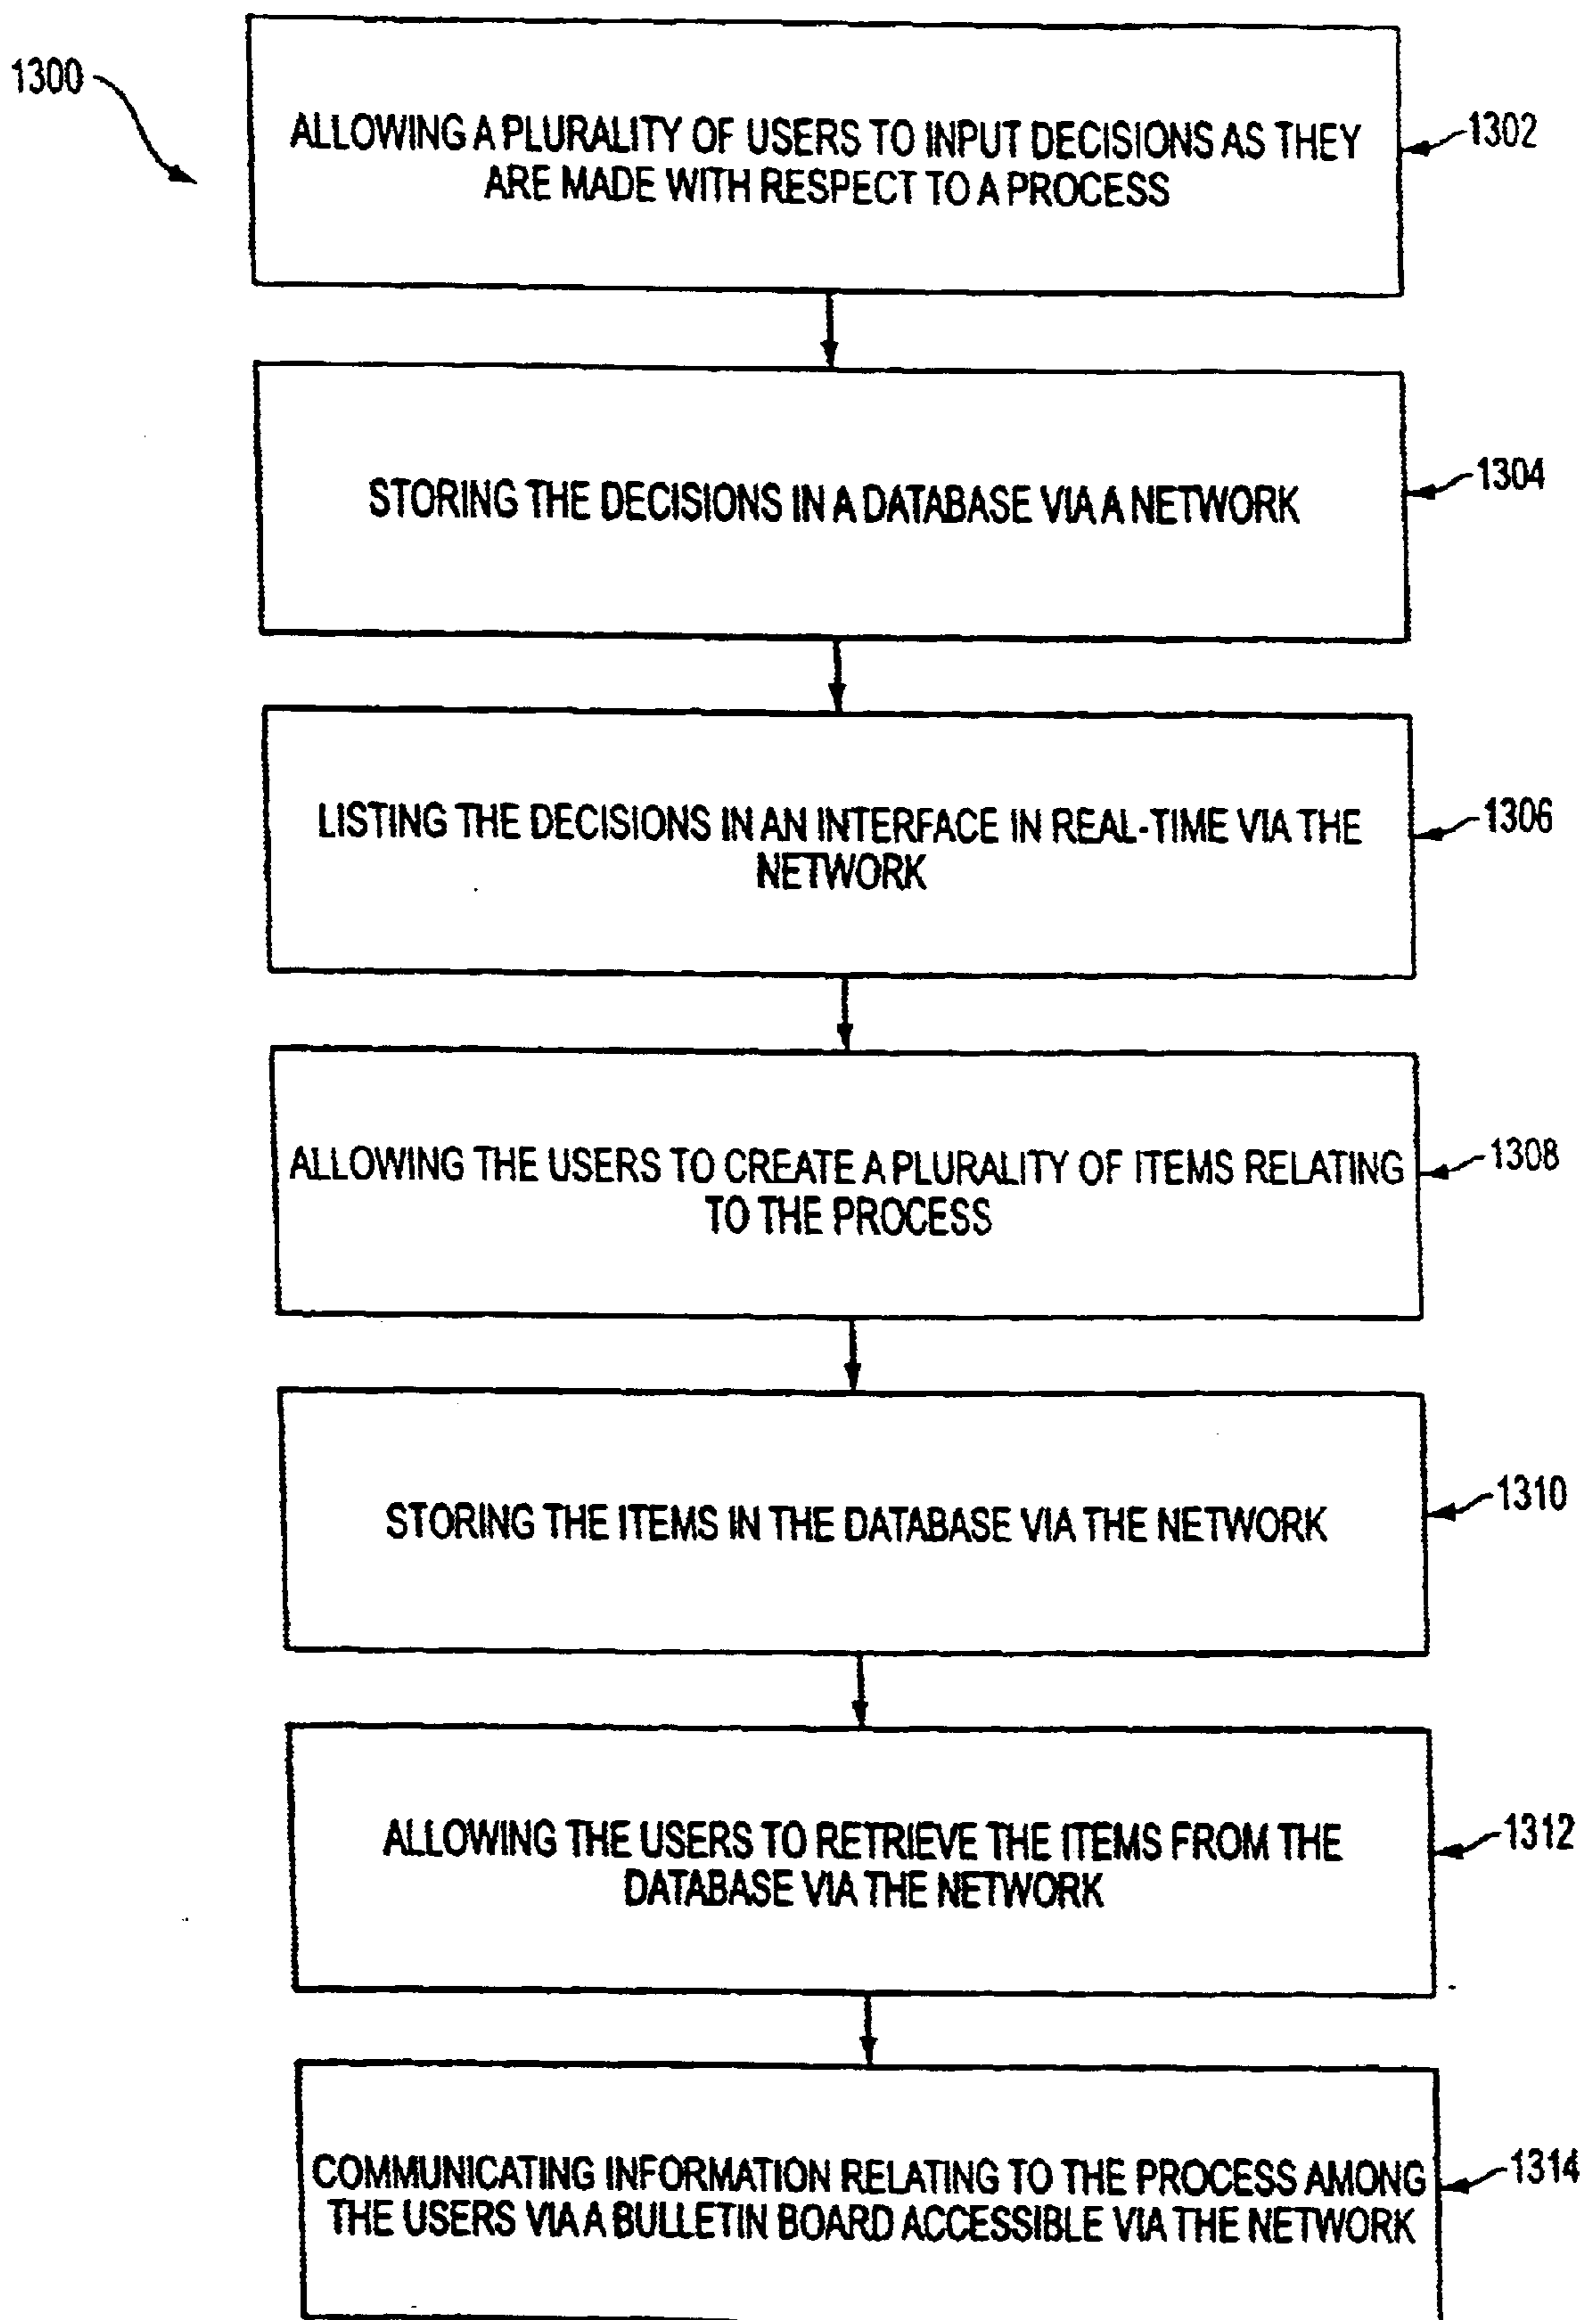 1300
ALLOWING A PLURALITY OF USERS TO INPUT DECISIONS AS THEY
ARE MADE WITH RESPECT TO A PROCESS
1302
STORING THE DECISIONS IN A DATABASE VIA A NETWORK
1304
LISTING THE DECISIONS IN AN INTERFACE IN REAL-TIME VIA THE
NETWORK
1306
ALLOWING THE USERS TO CREATE A PLURALITY OF ITEMS RELATING
TO THE PROCESS
1308
STORING THE ITEMS IN THE DATABASE VIA THE NETWORK
1310
ALLOWING THE USERS TO RETRIEVE THE ITEMS FROM THE
DATABASE VIA THE NETWORK
1312
COMMUNICATING INFORMATION RELATING TO THE PROCESS AMONG
THE USERS VIA A BULLETIN BOARD ACCESSIBLE VIA THE NETWORK
1314